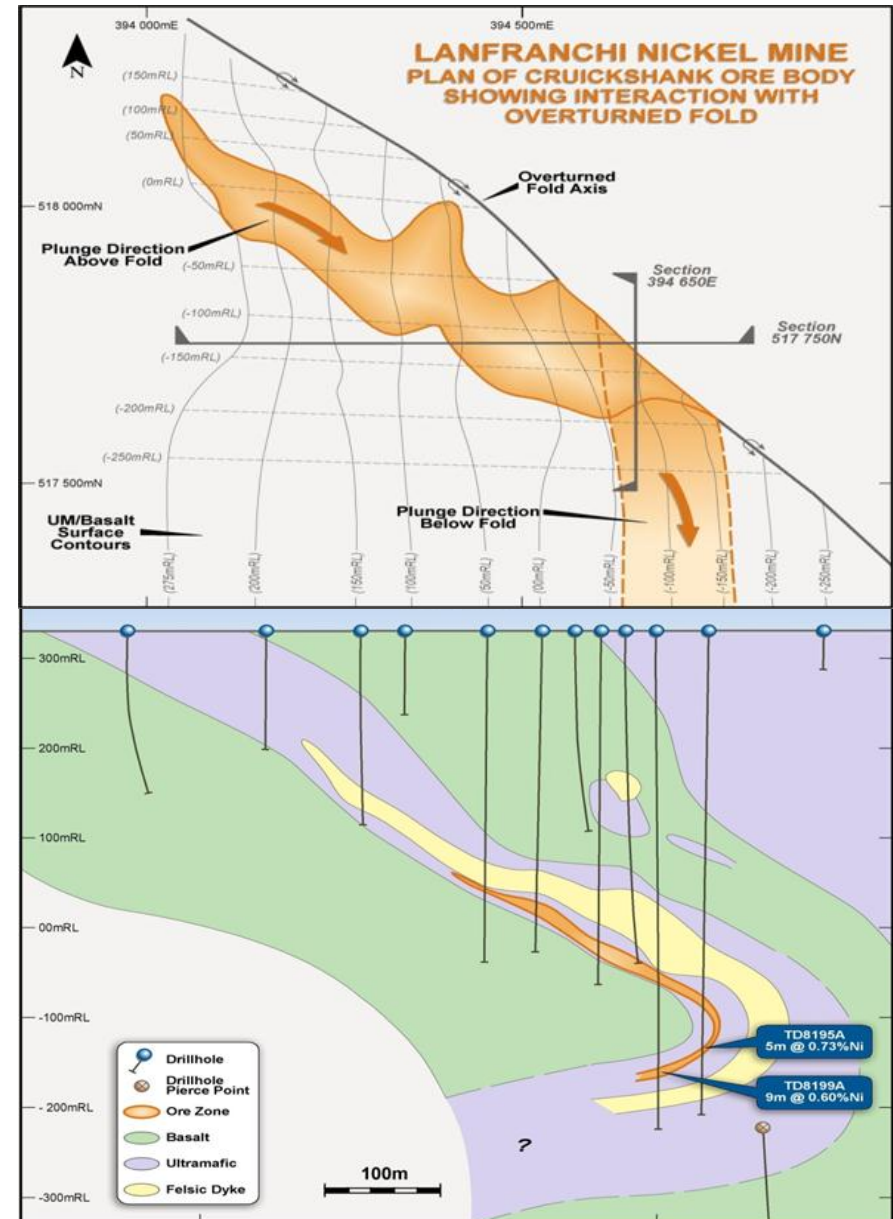 394 000mE
394 500mE
N
LANFRANCHI NICKEL MINE
PLAN OF CRUICKSHANK ORE BODY
SHOWING INTERACTION WITH
OVERTURNED FOLD
(150mRL)
(100mRL)
(50mRL)
(0mRL)
Overturned
Fold Axis
518 000mN
Plunge Direction
Above Fold
(-50mRL)
Section
394 650E
(-100mRL)
Section
517 750N
(-150mRL)
(-200mRL)
(-250mRL)
517 500mN
UM/Basalt
Surface
Contours
Plunge Direction
Below Fold
(275mRL)
(200mRL)
(150mRL)
(100mRL)
(50mRL)
(00mRL)
(-50mRL)
(-100mRL)
(-150mRL)
(-200mRL)
(-250mRL)
300mRL
200mRL
100mRL
00mRL
-100mRL
- 200mRL
-300mRL
TD8195A
5m @ 0.73%Ni
TD8199A
9m @ 0.60%Ni
Drillhole
Drillhole
Pierce Point
Ore Zone
Basalt
Ultramafic
Felsic Dyke
100m
?